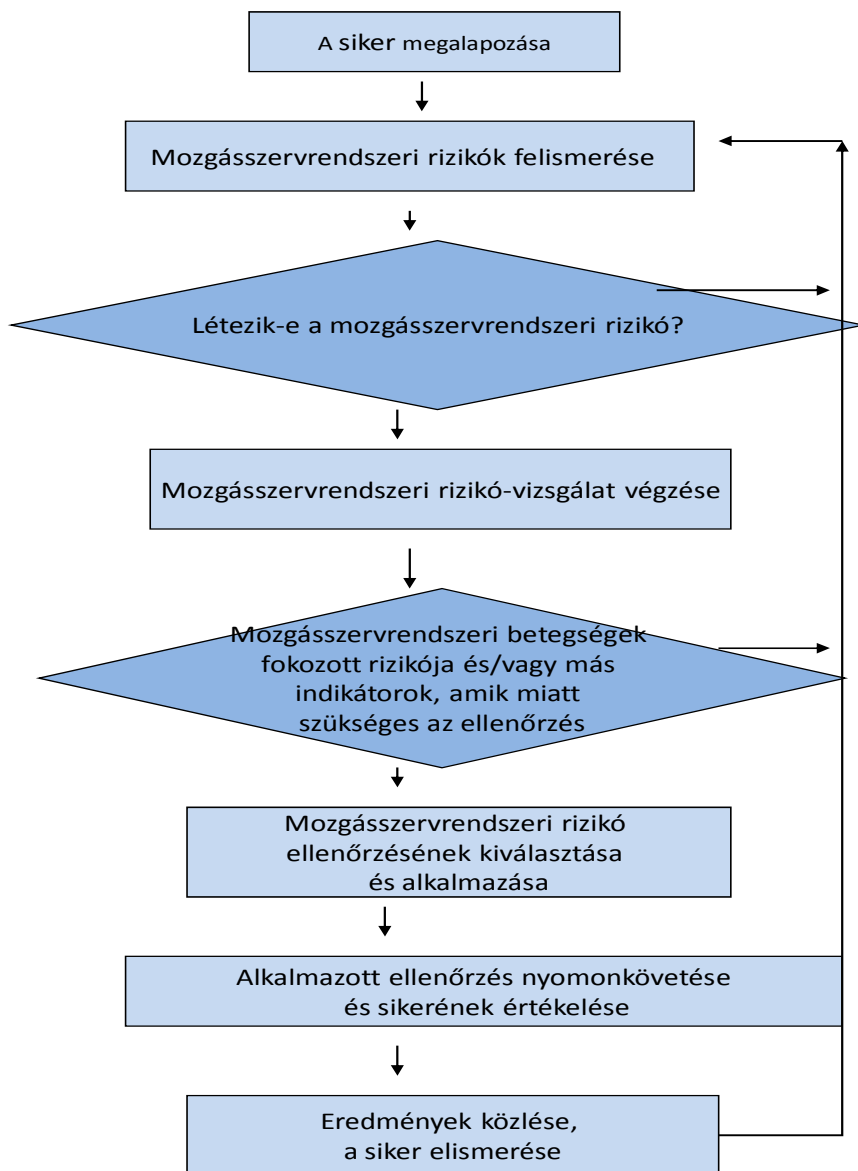 A siker megalapozása
Mozgásszervrendszeri rizikók felismerése
Létezik-e a mozgásszervrendszeri rizikó?
Mozgásszervrendszeri rizikó-vizsgálat végzése
Mozgásszervrendszeri betegségek
fokozott rizikója és/vagy más
indikátorok, amik miatt
szükséges az ellenőrzés
Mozgásszervrendszeri rizikó
ellenőrzésének kiválasztása
és alkalmazása
Alkalmazott ellenőrzés nyomonkövetése
és sikerének értékelése
Eredmények közlése,
a siker elismerése